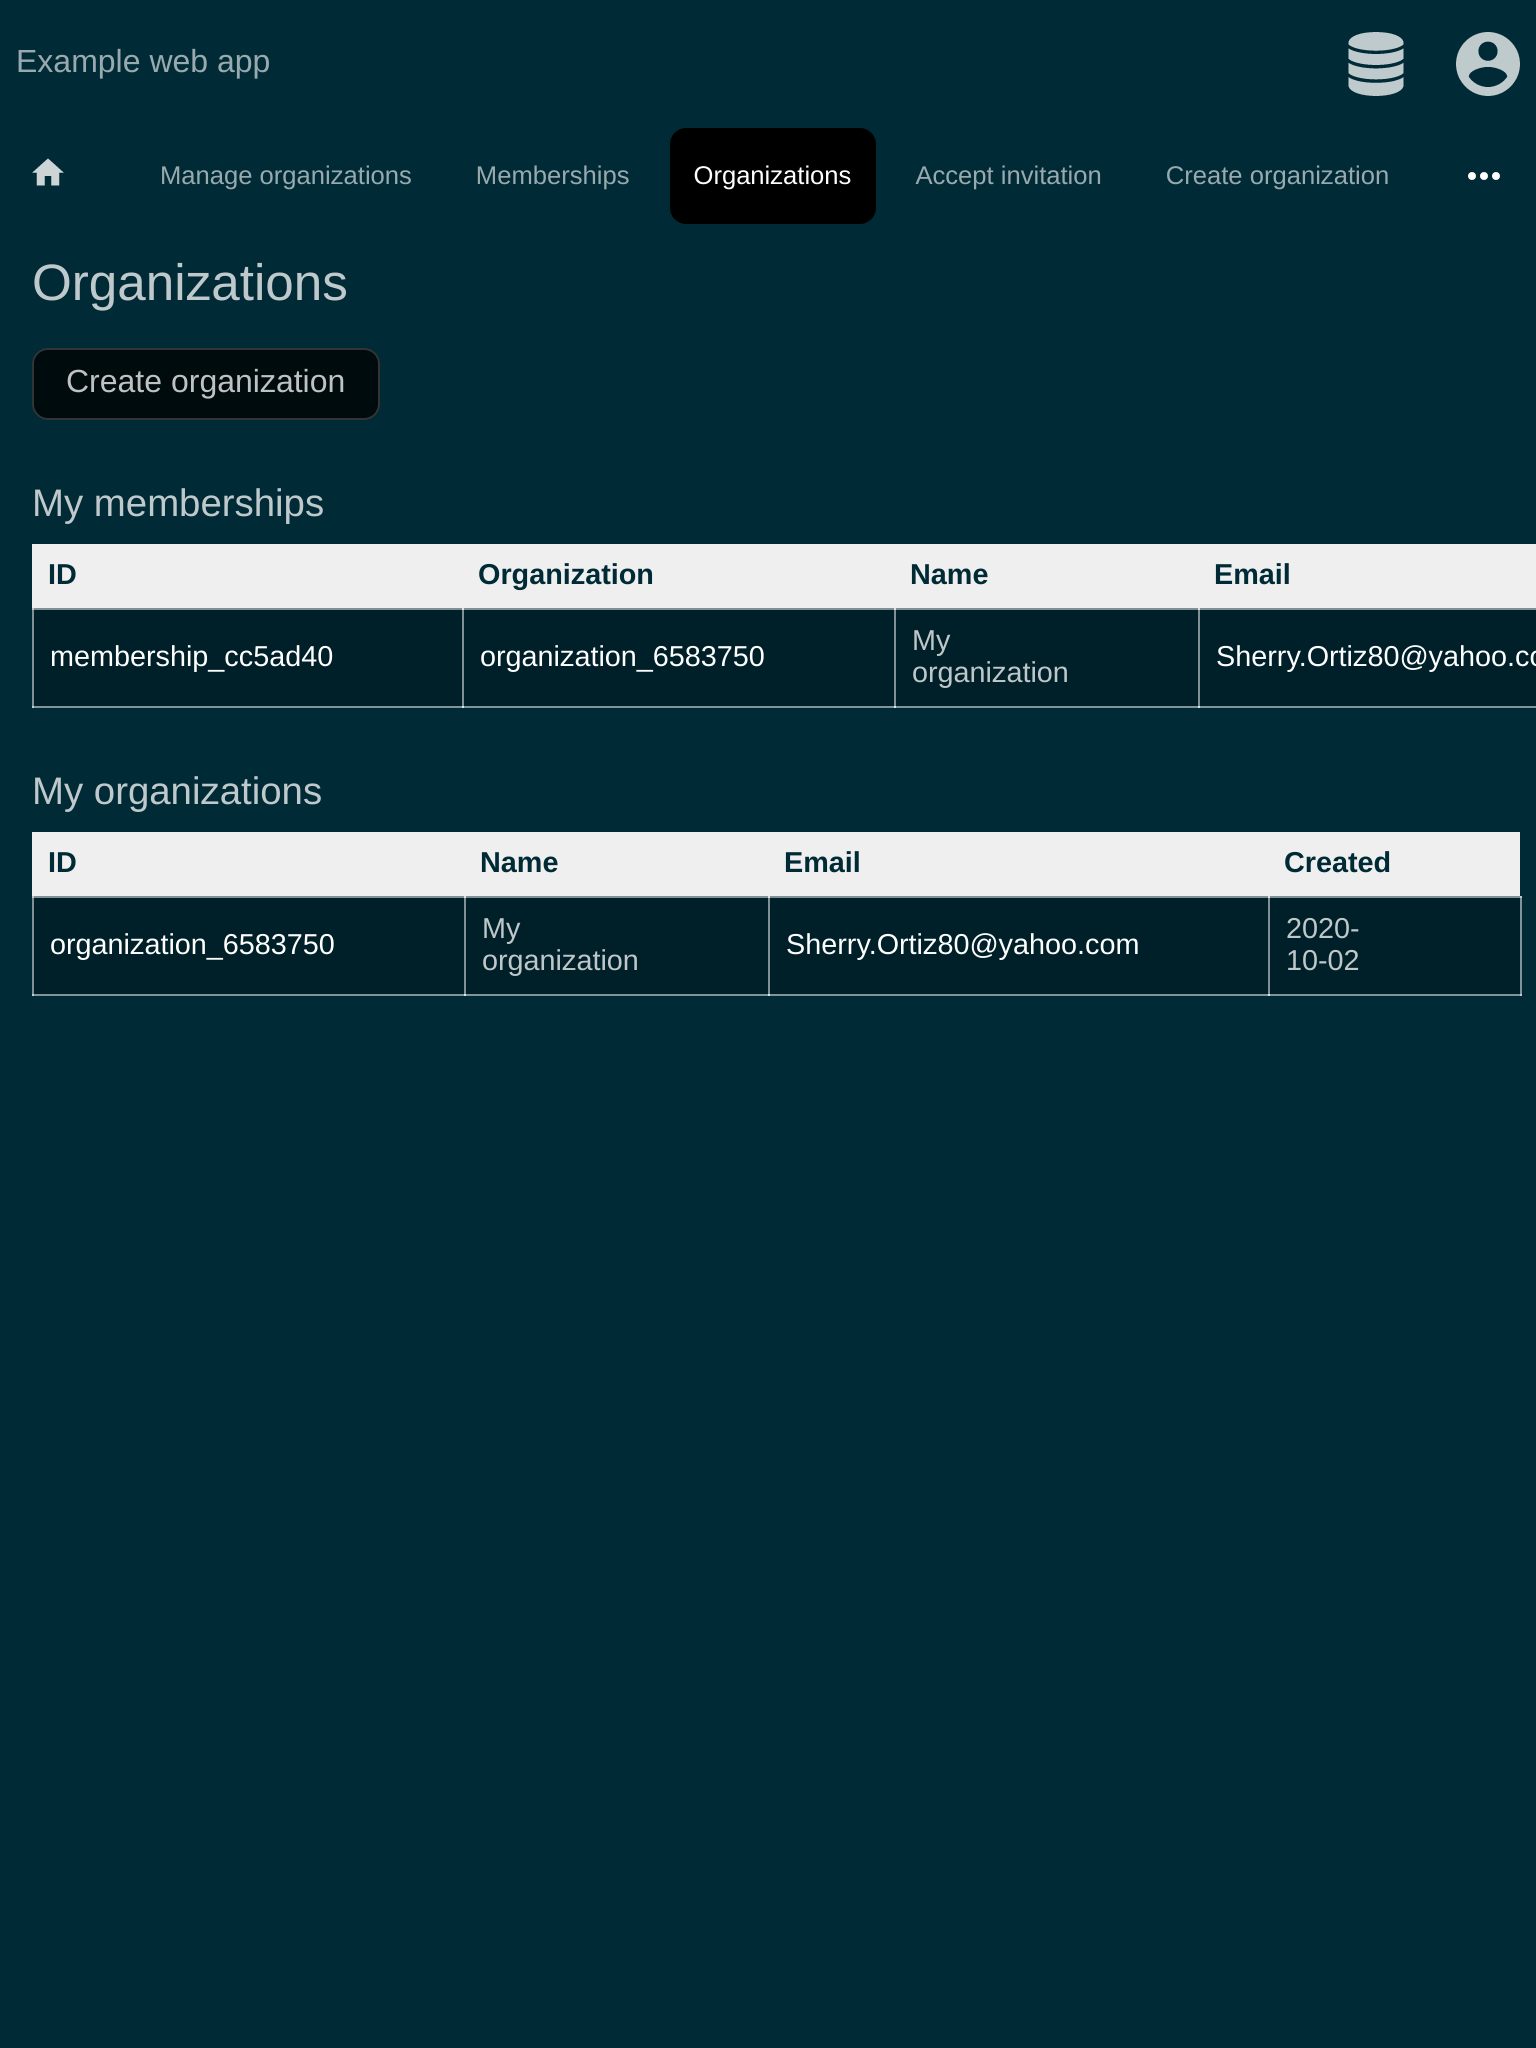 Example web app
Manage organizations Memberships Organizations Accept invitation Create organization
Organizations
Create organization
My memberships
ID Organization Name Email
membership_cc5ad40 organization_6583750 My organization Sherry.Ortiz80@yahoo.co
My organizations
ID Name Email Created
organization_6583750 My organization Sherry.Ortiz80@yahoo.com 2020-10-02